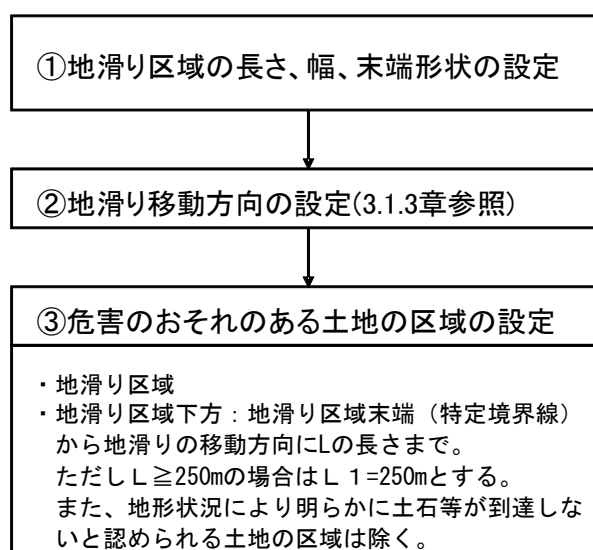 ①地滑り区域の長さ、幅、末端形状の設定
②地滑り移動方向の設定(3.1.3章参照)
③危害のおそれのある土地の区域の設定
・地滑り区域
・地滑り区域下方：地滑り区域末端（特定境界線）
から地滑りの移動方向にLの長さまで。
ただしＬ≧250mの場合はＬ１=250mとする。
また、地形状況により明らかに土石等が到達しな
いと認められる土地の区域は除く。